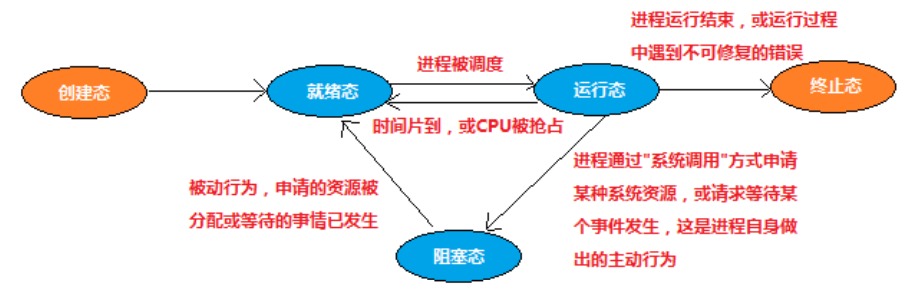 进程运行结束，或运行过程
中遇到不可修复的错误
进程被调度
创建态
就绪态
运行态
终止态
时间片到，或CPU被抢占
进程通过"系统调用"方式申请
某种系统资源，或请求等待某
个事件发生，这是进程自身做
出的主动行为
被动行为，申请的资源被
分配或等待的事情已发生
阻塞态